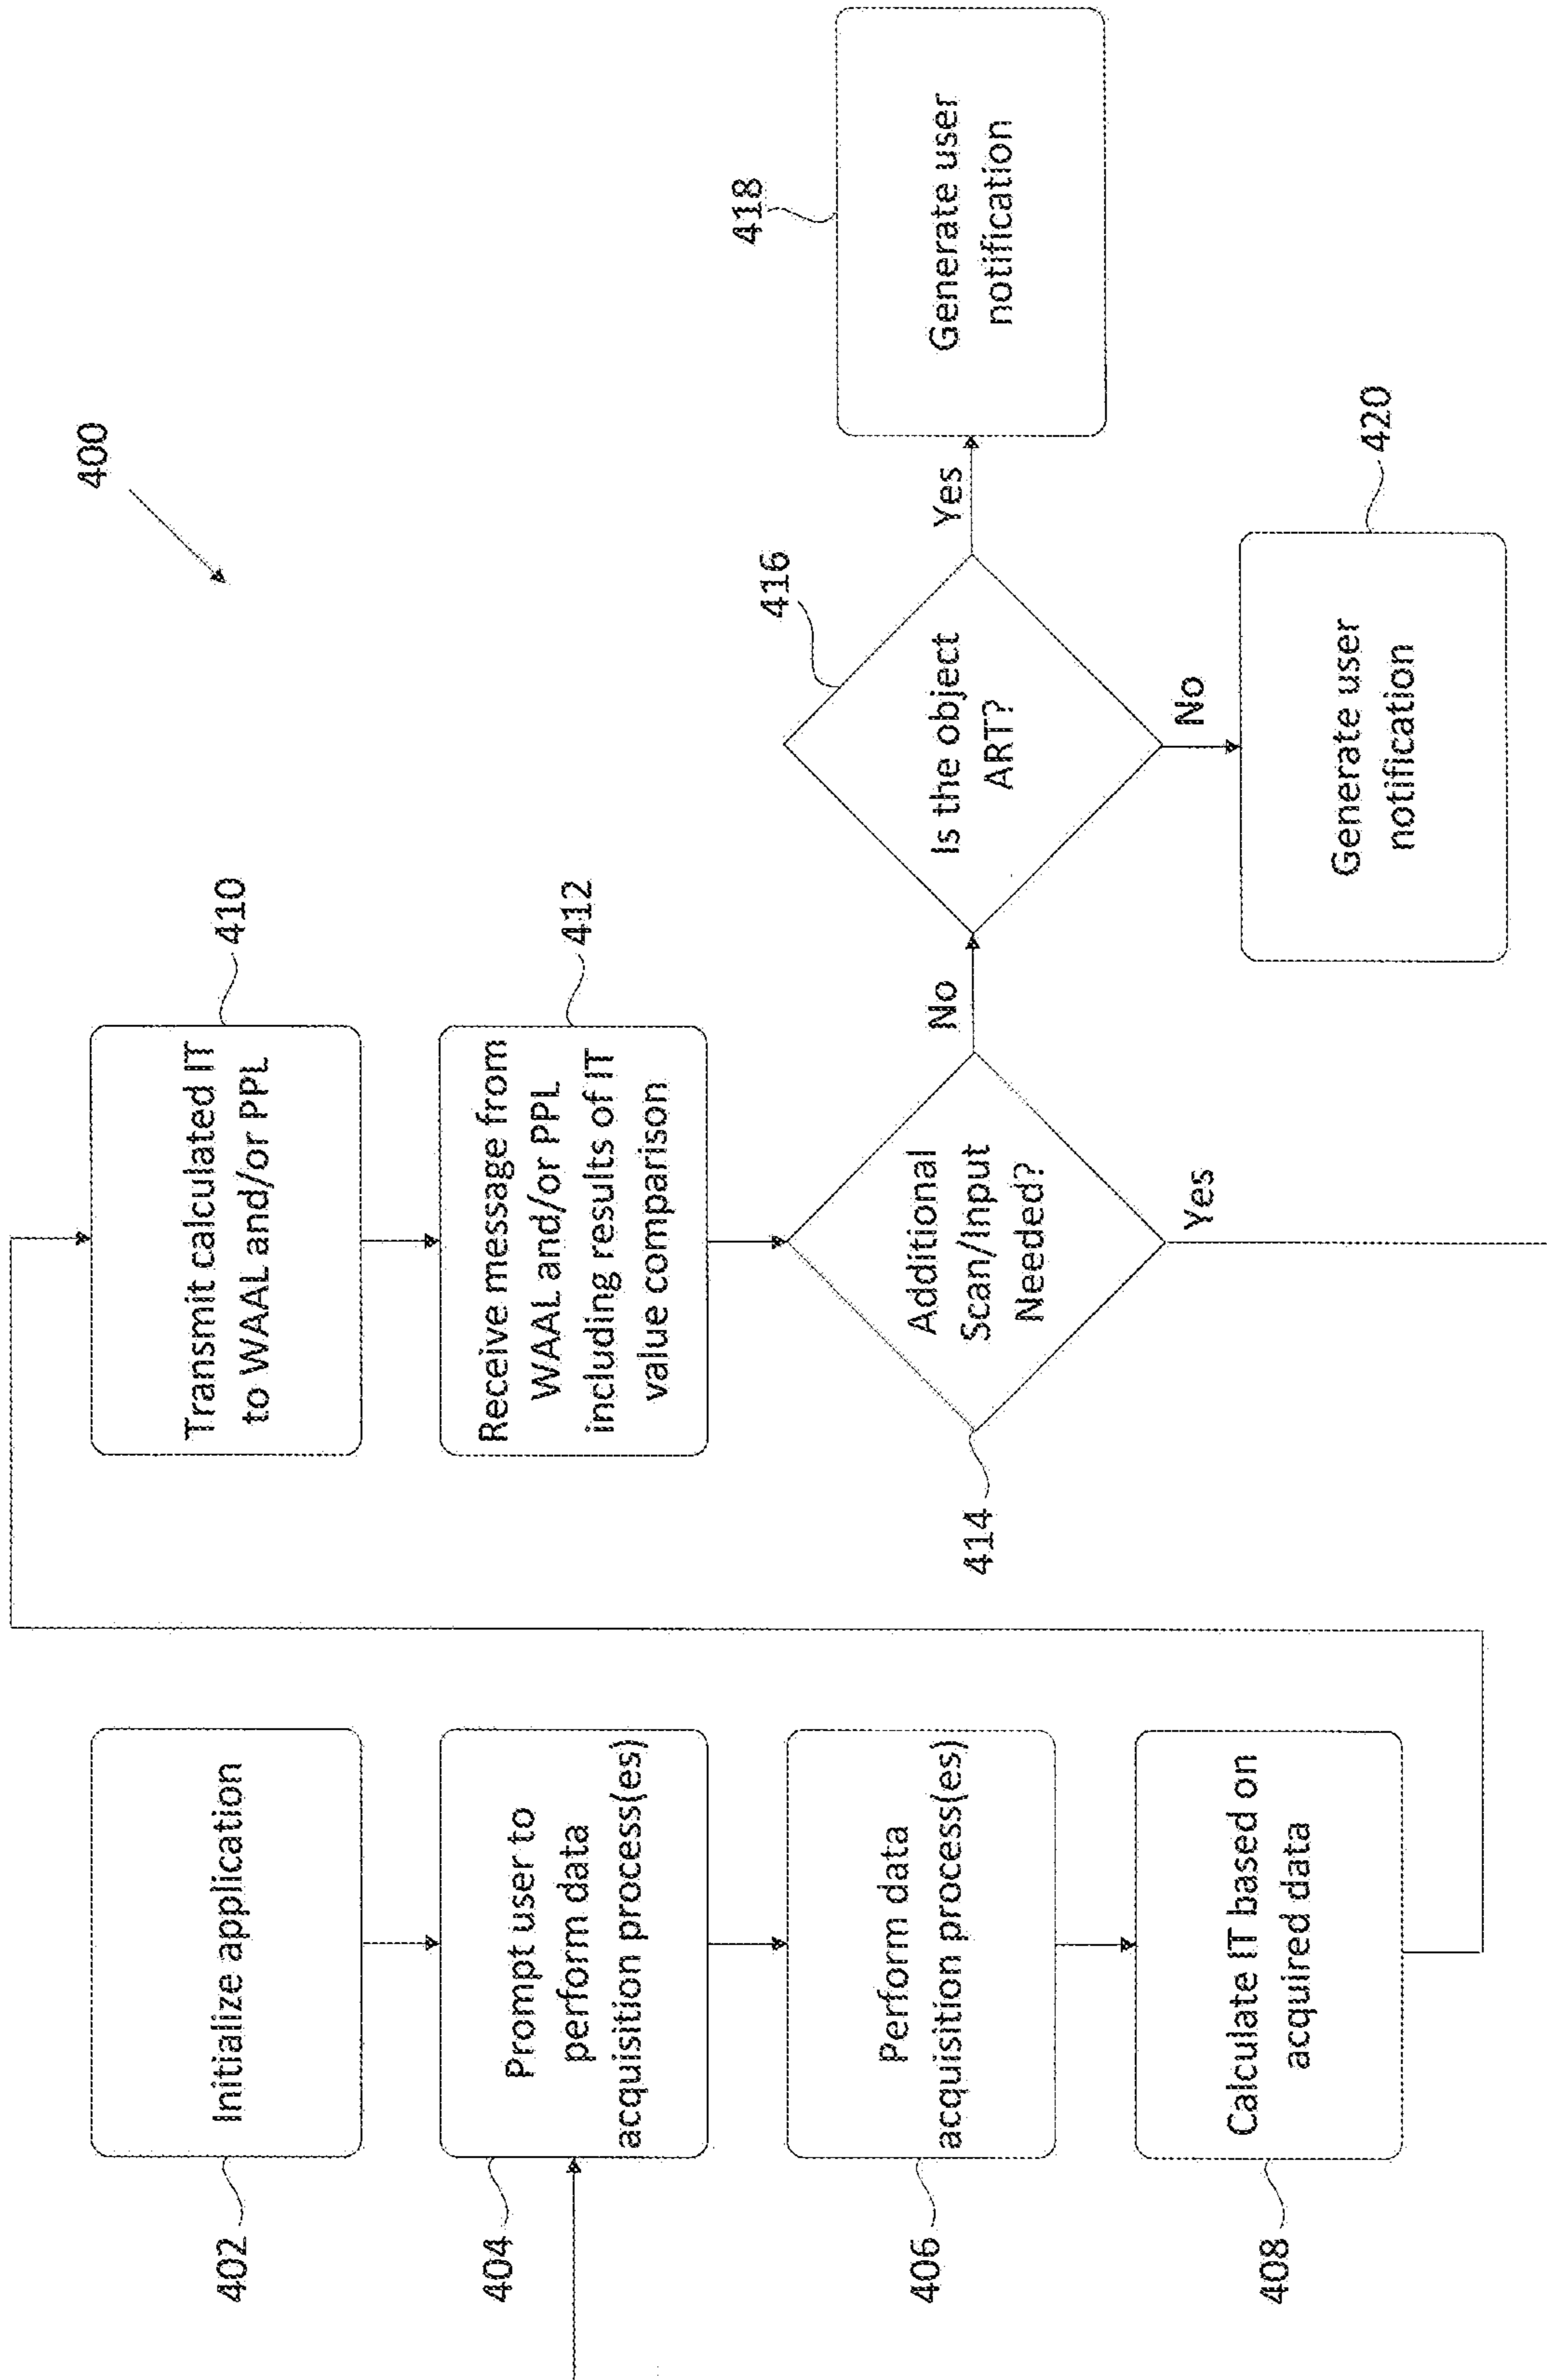 400
402
Initialize application
404
Prompt user to
perform data
acquisition process(es)
406
Perform data
acquisition process(es)
408
Calculate IT based on
acquired data
Transmit calculated IT
to WAAL and/or PPL
410
Receive message from
WAAL and/or PPL
including results of IT
value comparison
412
414
Additional
Scan/Input
Needed?
No
Yes
416
Is the object
ART?
Yes
No
418
Generate user
notification
420
Generate user
notification